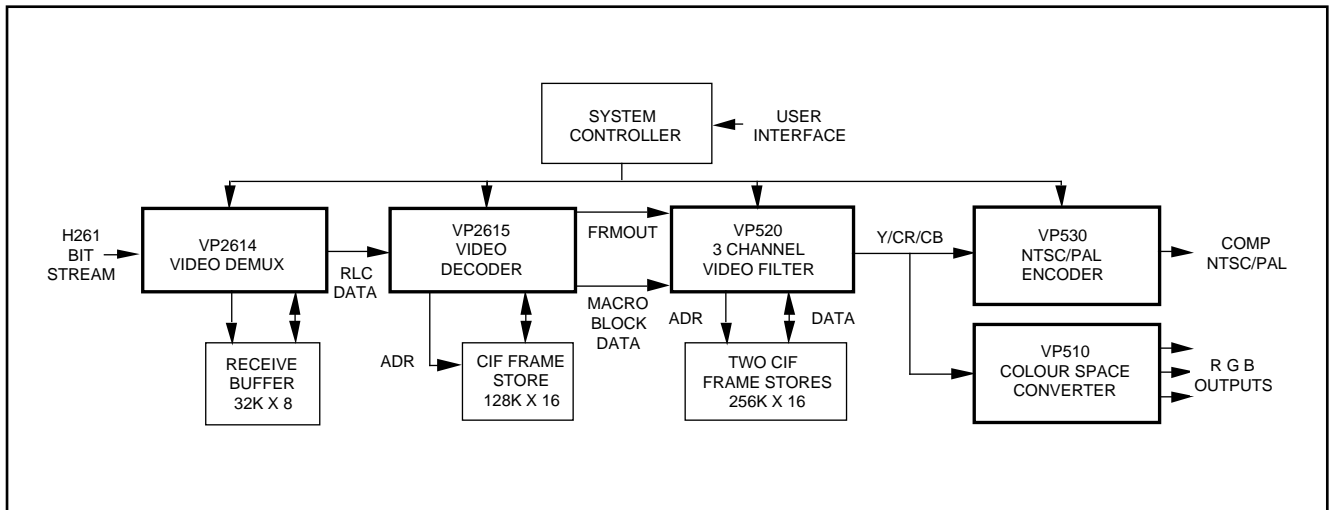 SYSTEM
CONTROLLER
USER
INTERFACE
H261
BIT
STREAM
VP2614
VIDEO DEMUX
RLC
DATA
VP2615
VIDEO
DECODER
FRMOUT
MACRO
BLOCK
DATA
VP520
3 CHANNEL
VIDEO FILTER
Y/CR/CB
VP530
NTSC/PAL
ENCODER
COMP
NTSC/PAL
RECEIVE
BUFFER
32K X 8
ADR
CIF FRAME
STORE
128K X 16
ADR
DATA
TWO CIF
FRAME STORES
256K X 16
VP510
COLOUR SPACE
CONVERTER
R G B
OUTPUTS